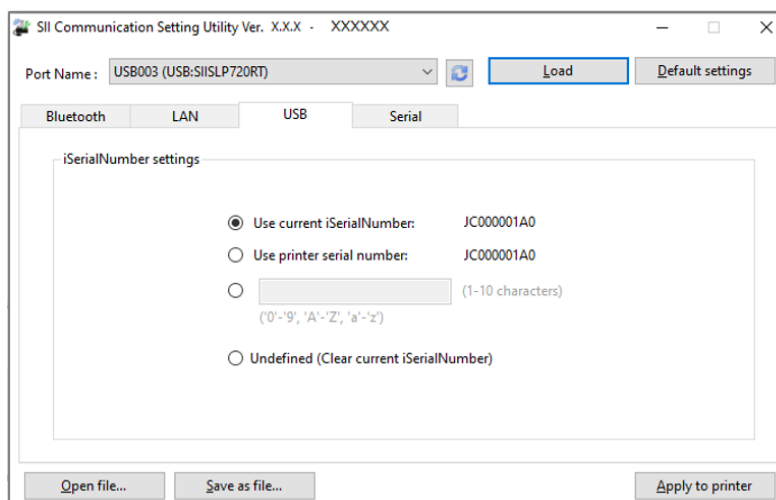 SII Communication Setting Utility Ver. X.X.X - XXXXXX
Port Name : USB003 (USB:SIISLP720RT) Load Default settings
Bluetooth LAN USB Serial
iSerialNumber settings
Use current iSerialNumber: JC000001A0
Use printer serial number: JC000001A0
(1-10 characters)
('0'-'9', 'A'-'Z', 'a'-'z')
Undefined (Clear current iSerialNumber)
Open file... Save as file... Apply to printer